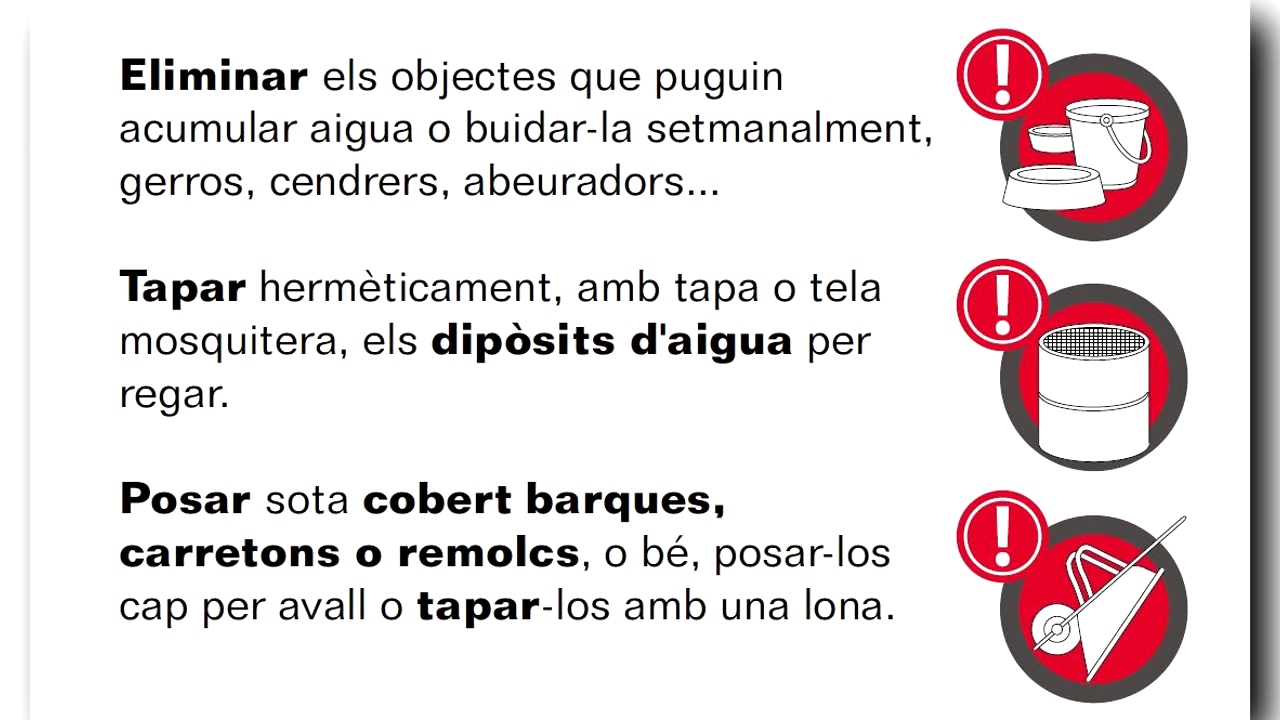 Eliminar els objectes que puguin
acumular aigua o buidar-la setmanalment,
gerros, cendrers, abeuradors...
Tapar hermèticament, amb tapa o tela
mosquitera, els dipòsits d'aigua per
regar.
Posar sota cobert barques,
carretons o remolcs, o bé, posar-los
cap per avall o tapar-los amb una lona.